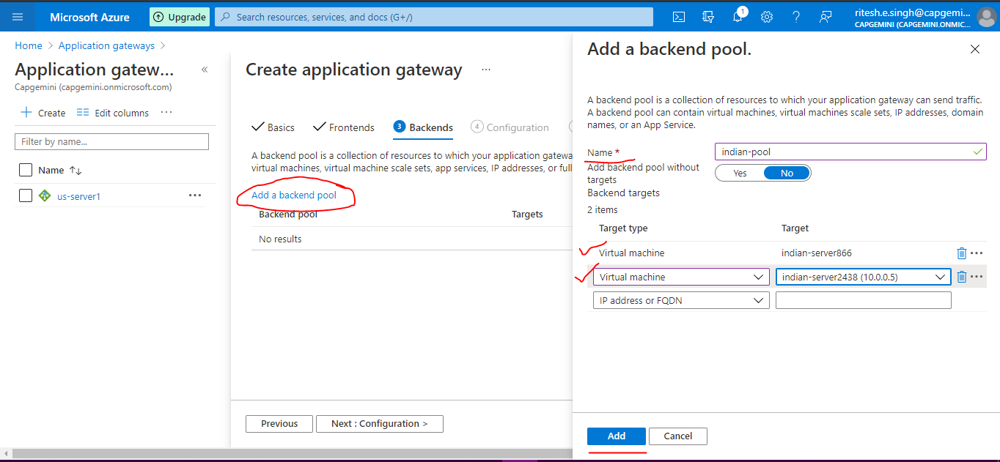 Microsoft Azure
Upgrade
Search resources, services, and docs (G+/)
1
ritesh.e.singh@capgemi...
CAPGEMINI (CAPGEMINI.ONMIC...
Home > Application gateways >
Application gatew...
Capgemini (capgemini.onmicrosoft.com)
+ Create
Edit columns
...
Filter by name...
Name ↑↓
us-server1
...
Create application gateway
...
Basics
Frontends
3 Backends
4 Configuration
A backend pool is a collection of resources to which your application gatewa
virtual machines, virtual machine scale sets, app services, IP addresses, or full
Add a backend pool
Backend pool
Targets
No results
Previous
Next : Configuration >
Add a backend pool.
A backend pool is a collection of resources to which your application gateway can send traffic.
A backend pool can contain virtual machines, virtual machines scale sets, IP addresses, domain
names, or an App Service.
Name *
indian-pool
Add backend pool without
targets
Yes
No
Backend targets
2 items
Target type
Target
Virtual machine
indian-server866
...
Virtual machine
indian-server2438 (10.0.0.5)
...
IP address or FQDN
Add
Cancel